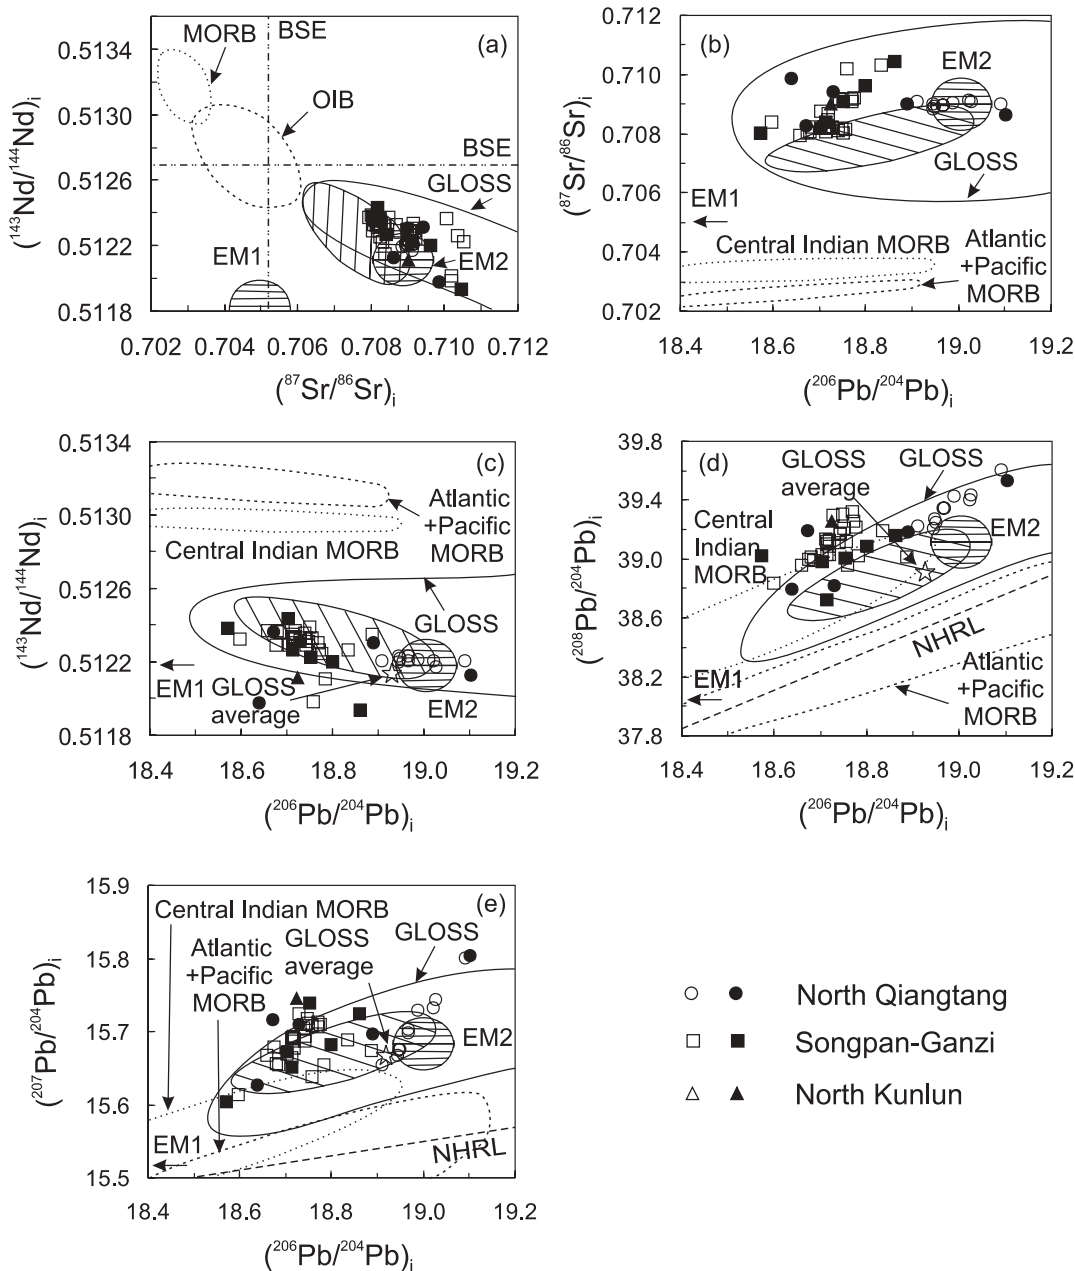 (a)
MORB
BSE
OIB
BSE
GLOSS
EM1
EM2
0.5134
0.5130
0.5126
0.5122
0.5118
(¹⁴³Nd/¹⁴⁴Nd)i
0.702 0.704 0.706 0.708 0.710 0.712
(⁸⁷Sr/⁸⁶Sr)i
(b)
EM2
GLOSS
EM1
Central Indian MORB
Atlantic
+Pacific
MORB
0.712
0.710
0.708
0.706
0.704
0.702
(⁸⁷Sr/⁸⁶Sr)i
18.4 18.6 18.8 19.0 19.2
(²⁰⁶Pb/²⁰⁴Pb)i
(c)
Atlantic
+Pacific
MORB
Central Indian MORB
GLOSS
EM1
GLOSS
average
EM2
0.5134
0.5130
0.5126
0.5122
0.5118
(¹⁴³Nd/¹⁴⁴Nd)i
18.4 18.6 18.8 19.0 19.2
(²⁰⁶Pb/²⁰⁴Pb)i
(d)
GLOSS
average
GLOSS
Central
Indian
MORB
EM2
NHRL
EM1
Atlantic
+Pacific
MORB
39.8
39.4
39.0
38.6
38.2
37.8
(²⁰⁸Pb/²⁰⁴Pb)i
18.4 18.6 18.8 19.0 19.2
(²⁰⁶Pb/²⁰⁴Pb)i
(e)
Central Indian MORB
Atlantic
+Pacific
MORB
GLOSS
average
GLOSS
EM2
EM1
NHRL
15.9
15.8
15.7
15.6
15.5
(²⁰⁷Pb/²⁰⁴Pb)i
18.4 18.6 18.8 19.0 19.2
(²⁰⁶Pb/²⁰⁴Pb)i
North Qiangtang
Songpan-Ganzi
North Kunlun